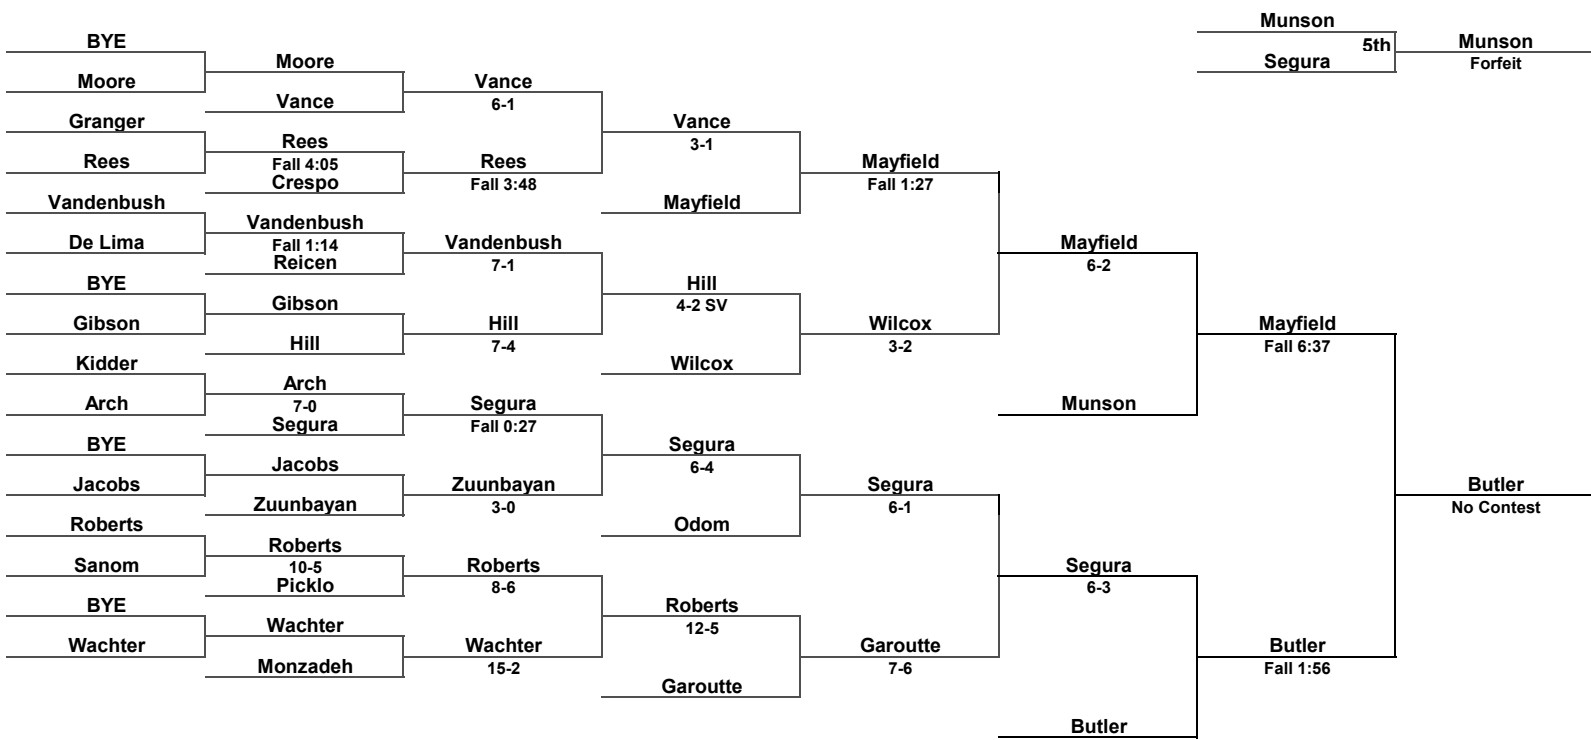 Munson
BYE
5th
Munson
Moore
Segura
Forfeit
Moore
Vance
Vance
6-1
Granger
Vance
Rees
3-1
Rees
Fall 4:05
Rees
Mayfield
Crespo
Fall 3:48
Fall 1:27
Vandenbush
Mayfield
Vandenbush
De Lima
Fall 1:14
Vandenbush
Mayfield
Reicen
7-1
6-2
BYE
Hill
Gibson
4-2 SV
Gibson
Hill
Wilcox
Mayfield
Hill
7-4
3-2
Fall 6:37
Kidder
Wilcox
Arch
Arch
7-0
Segura
Munson
Segura
Fall 0:27
BYE
Segura
Jacobs
6-4
Jacobs
Zuunbayan
Segura
Butler
Zuunbayan
3-0
6-1
No Contest
Roberts
Odom
Roberts
Sanom
10-5
Roberts
Segura
Picklo
8-6
6-3
BYE
Roberts
Wachter
12-5
Wachter
Wachter
Garoutte
Butler
Monzadeh
15-2
7-6
Fall 1:56
Garoutte
Butler